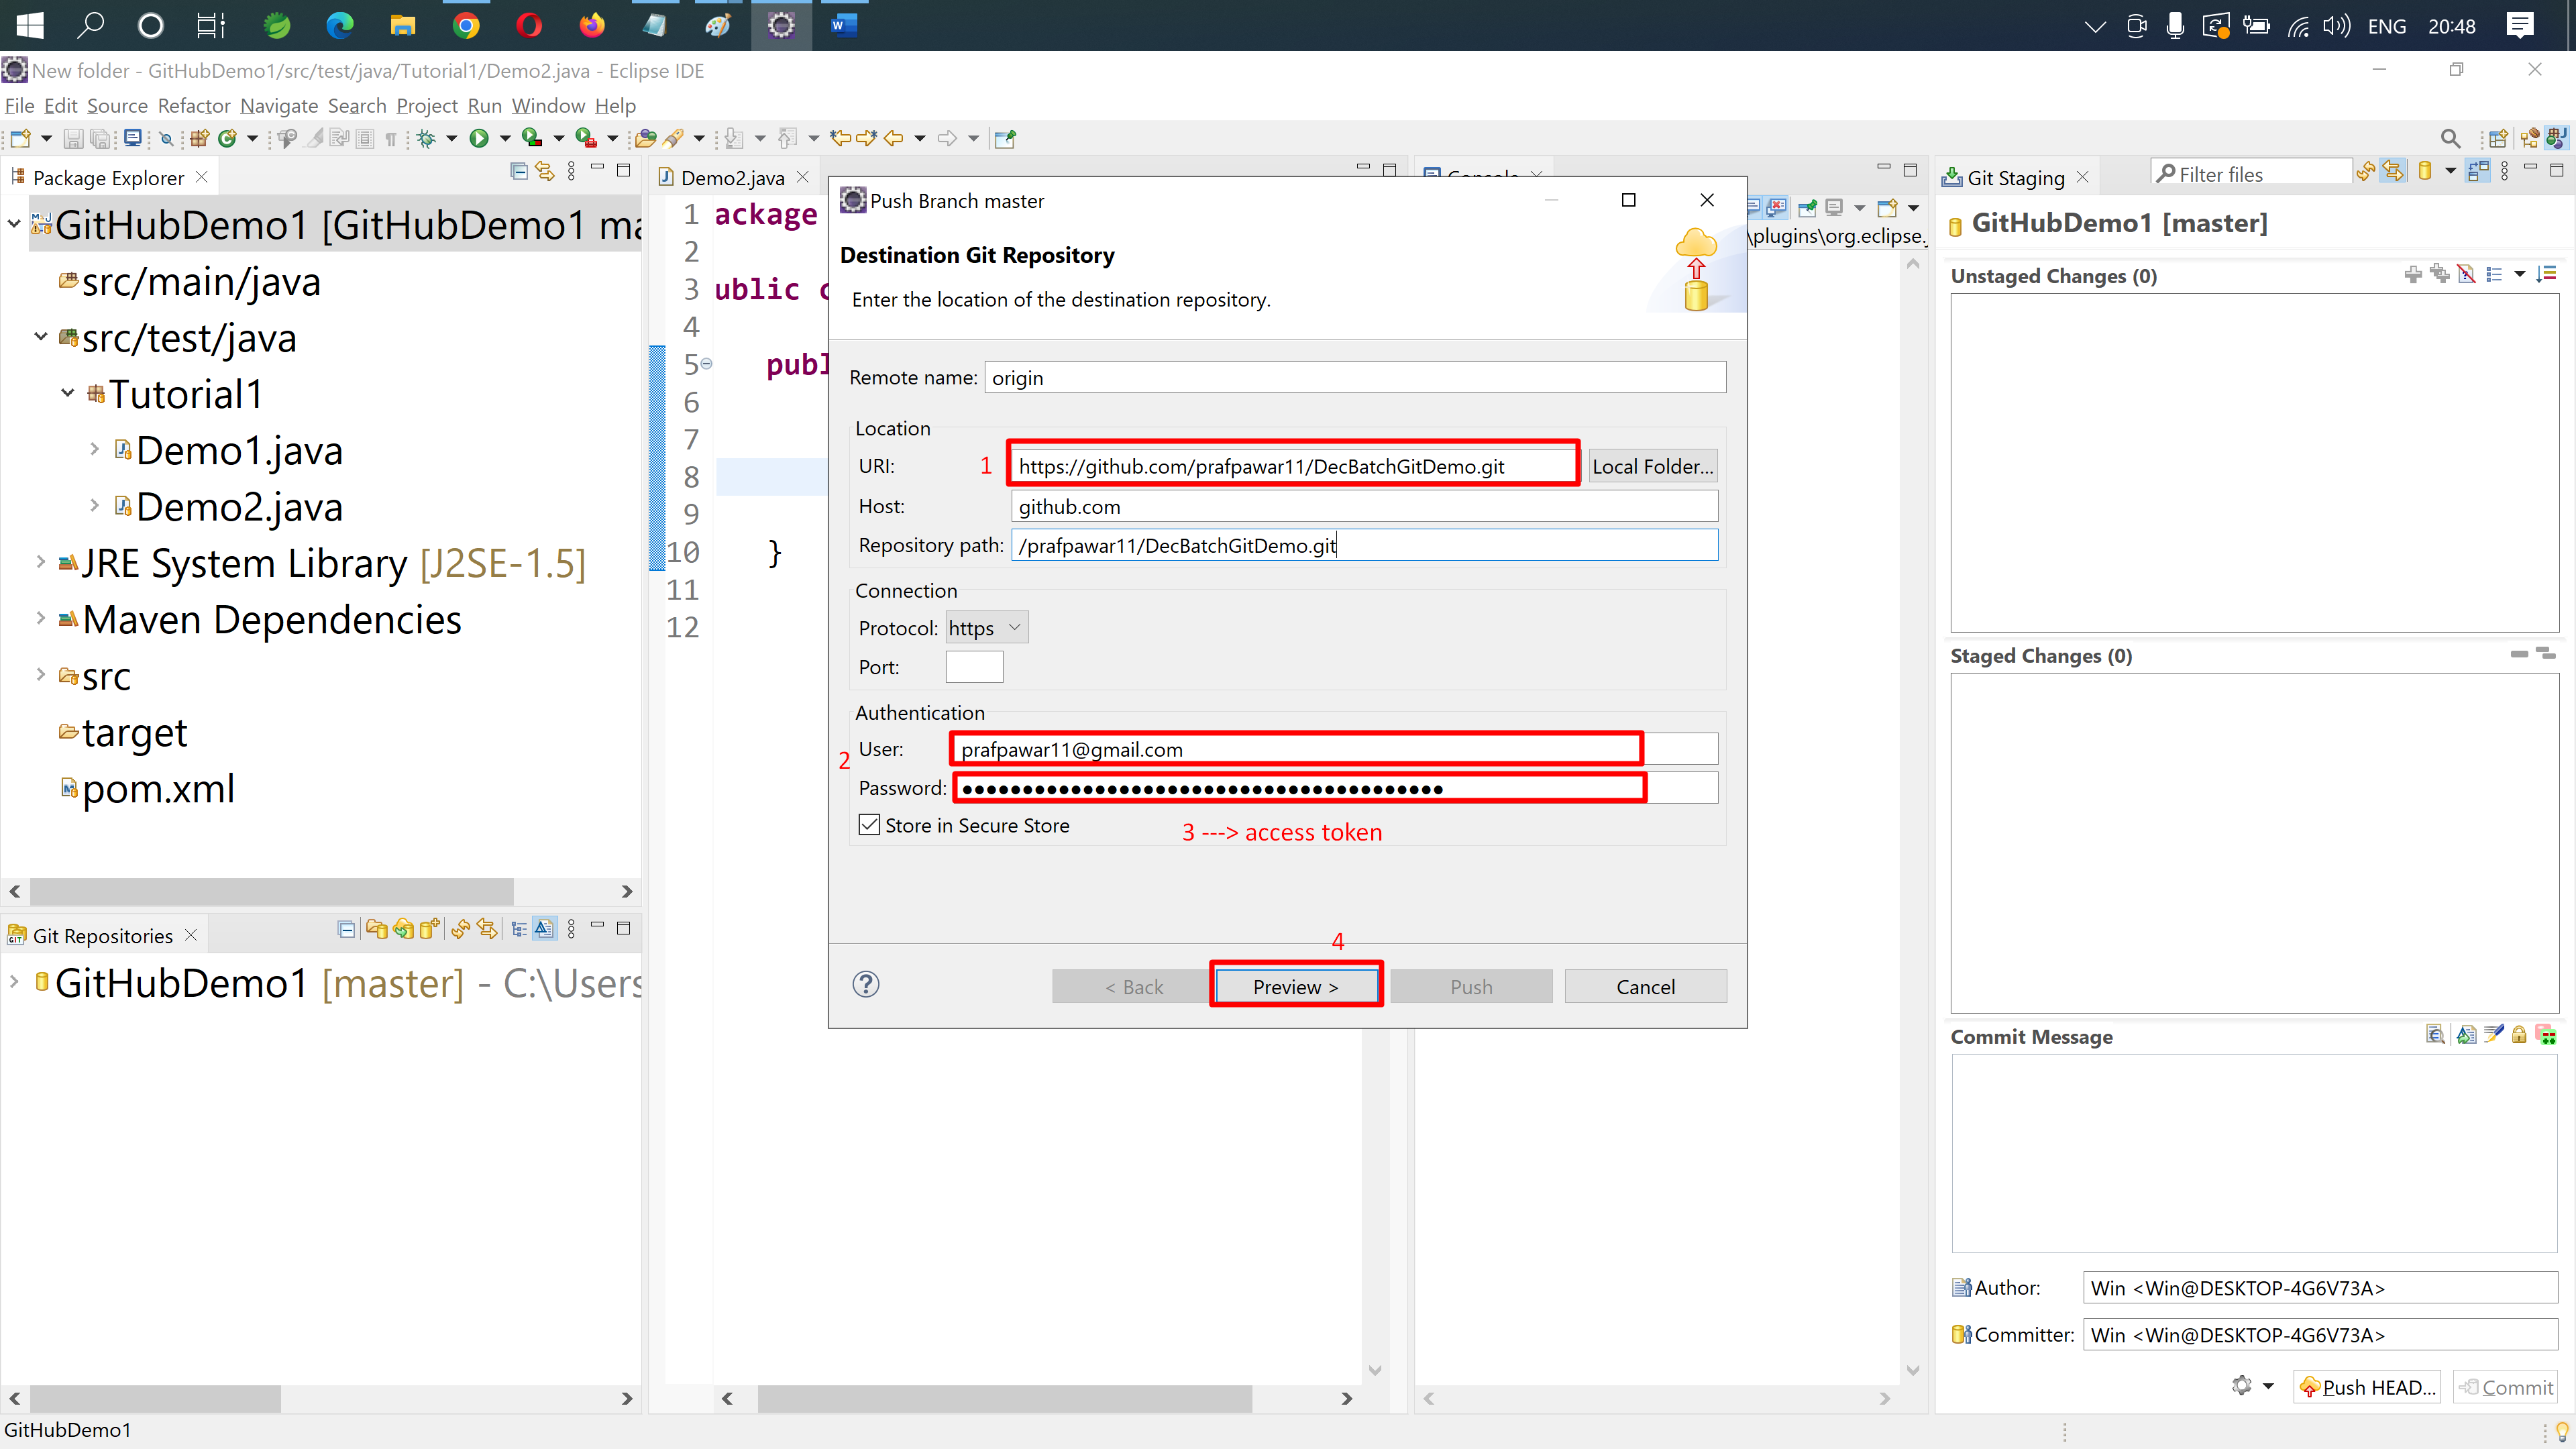 ENG 20:48
New folder - GitHubDemo1/src/test/java/Tutorial1/Demo2.java - Eclipse IDE
File Edit Source Refactor Navigate Search Project Run Window Help
Package Explorer
GitHubDemo1 [GitHubDemo1 ma
src/main/java
src/test/java
Tutorial1
Demo1.java
Demo2.java
JRE System Library [J2SE-1.5]
Maven Dependencies
src
target
pom.xml
Git Repositories
GIT
GitHubDemo1 [master] - C:\Users
GitHubDemo1
Demo2.java
1 ackage
2
3 ublic c
4
5 publ
6
7
8
9
10 }
11
12
Push Branch master
Destination Git Repository
Enter the location of the destination repository.
Remote name: origin
Location
1 URI: https://github.com/prafpawar11/DecBatchGitDemo.git Local Folder...
Host: github.com
Repository path: /prafpawar11/DecBatchGitDemo.git
Connection
Protocol: https
Port:
Authentication
User: prafpawar11@gmail.com
2
Password: ●●●●●●●●●●●●●●●●●●●●●●●●●●●●●●●●●●●●●●●●
Store in Secure Store
3 ---> access token
4
< Back Preview > Push Cancel
Console
\plugins\org.eclipse.
Git Staging
Filter files
GitHubDemo1 [master]
Unstaged Changes (0)
Staged Changes (0)
Commit Message
Author: Win <Win@DESKTOP-4G6V73A>
Committer: Win <Win@DESKTOP-4G6V73A>
Push HEAD... Commit